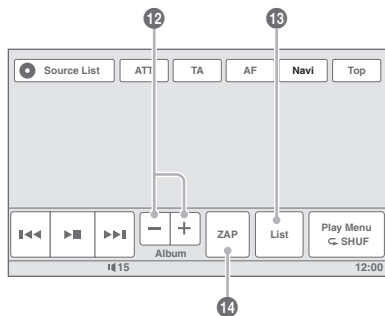 12 13
Source List ATT TA AF Navi Top
ZAP List Play Menu
SHUF
Album
15 12:00
14